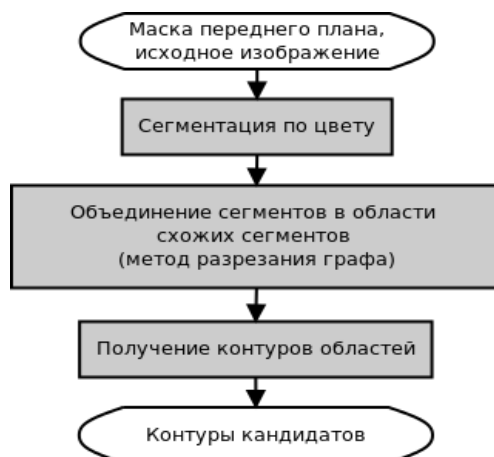 Маска переднего плана,
исходное изображение
Сегментация по цвету
Объединение сегментов в области
схожих сегментов
(метод разрезания графа)
Получение контуров областей
Контуры кандидатов